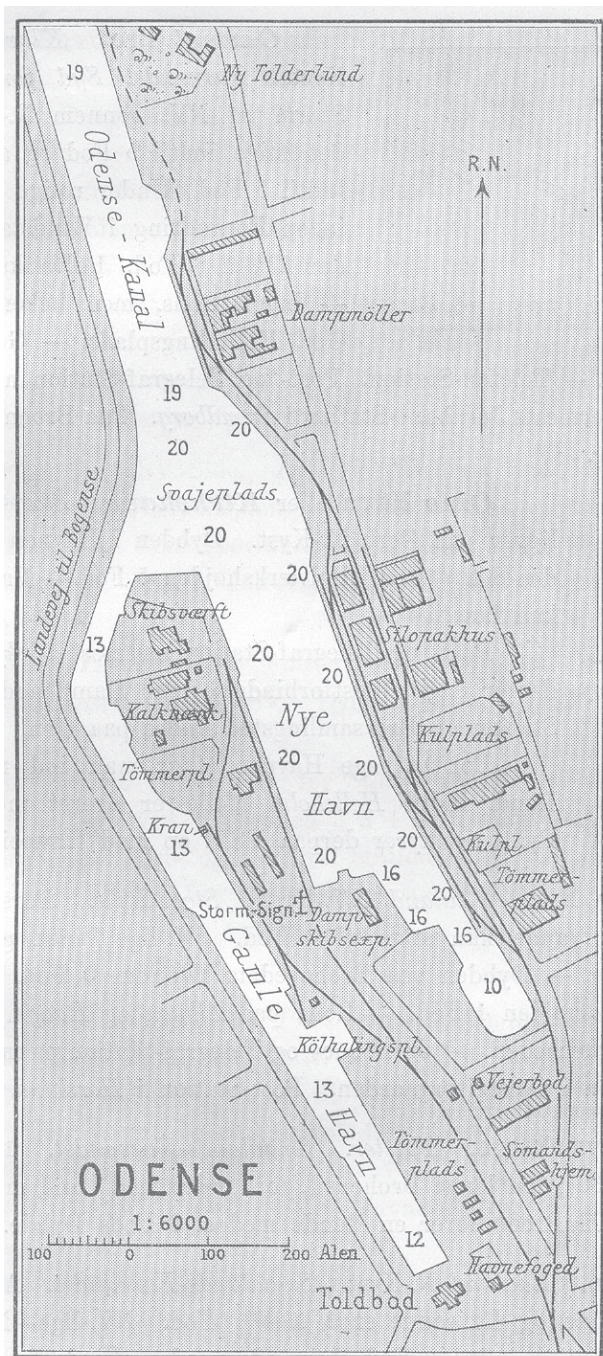 Ny Tolderlund
19
R.N.
Odense-Kanal
Dampmöller
19
20
20
Svajeplads
20
20
Landevej til Bogense
Skibsværft
13
Silopakhus
20
20
Nye
Kalkværk
Kulplads
20
20
Tömmerpl.
Havn
Kran
13
20
20
16
Kulpl.
Tömmer-
plads
Storm-Sign.
Damp-
skibsexp.
16
20
16
Gamle
10
Kölhalingspl.
Vejerbod
13
Havn
Tömmer-
plads
Sömands-
hjem
ODENSE
1:6000
100 0 100 200 Alen
12
Havnefoged
Toldbod